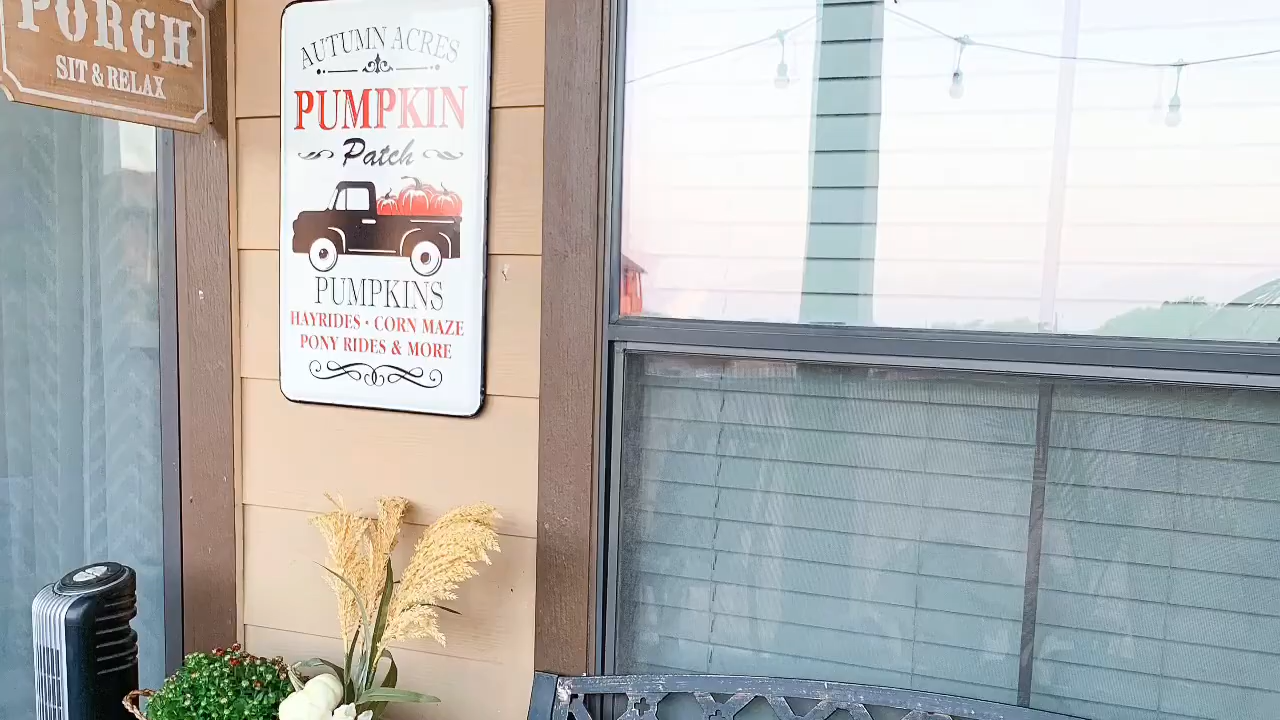 PORCH
SIT & RELAX
AUTUMN ACRES
PUMPKIN
Patch
PUMPKINS
HAYRIDES • CORN MAZE
PONY RIDES & MORE